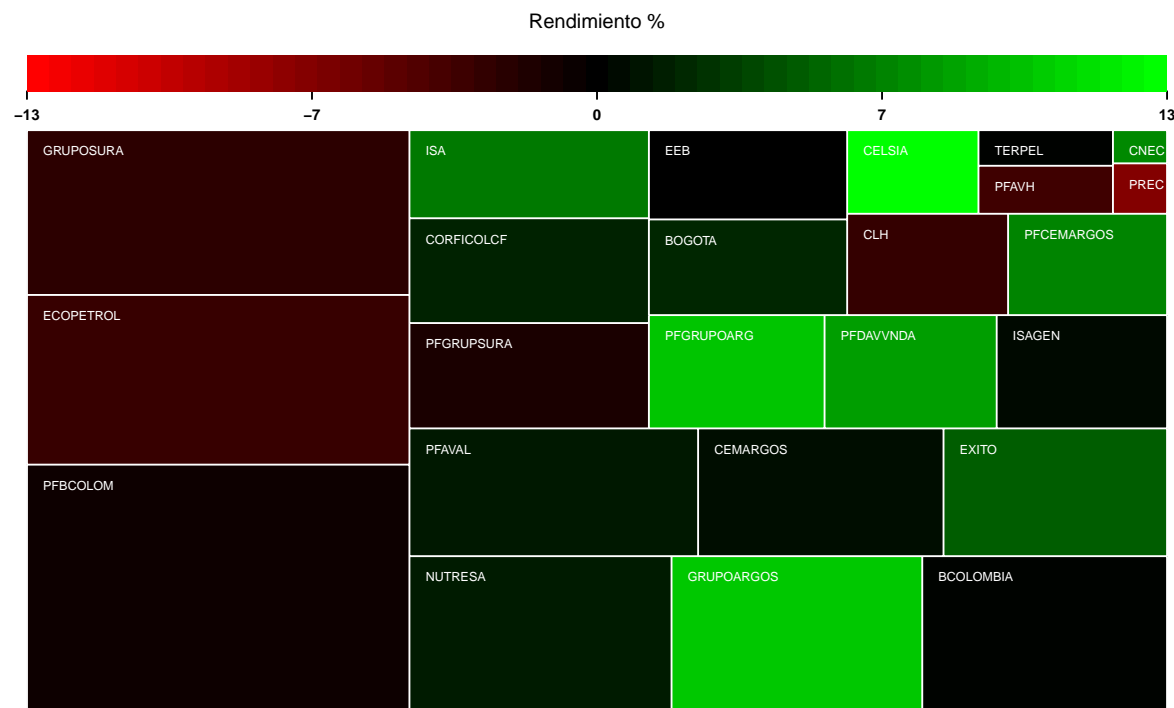 Rendimiento %
−13 −7 0 7 13
GRUPOSURA
ISA
EEB
CELSIA
TERPEL
CNEC
PFAVH
PREC
CORFICOLCF
BOGOTA
CLH
PFCEMARGOS
ECOPETROL
PFGRUPSURA
PFGRUPOARG
PFDAVVNDA
ISAGEN
PFBCOLOM
PFAVAL
CEMARGOS
EXITO
NUTRESA
GRUPOARGOS
BCOLOMBIA